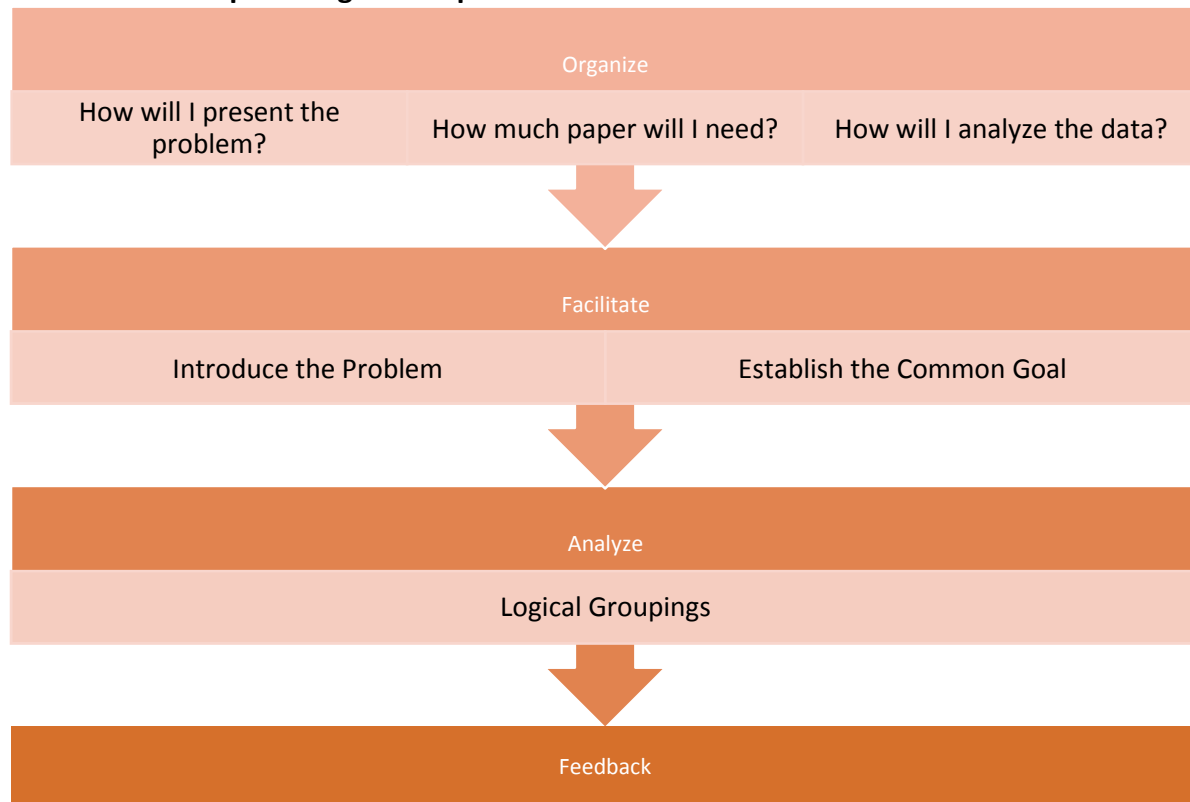 Organize
How will I present the
problem?
How much paper will I need?
How will I analyze the data?
Facilitate
Introduce the Problem
Establish the Common Goal
Analyze
Logical Groupings
Feedback